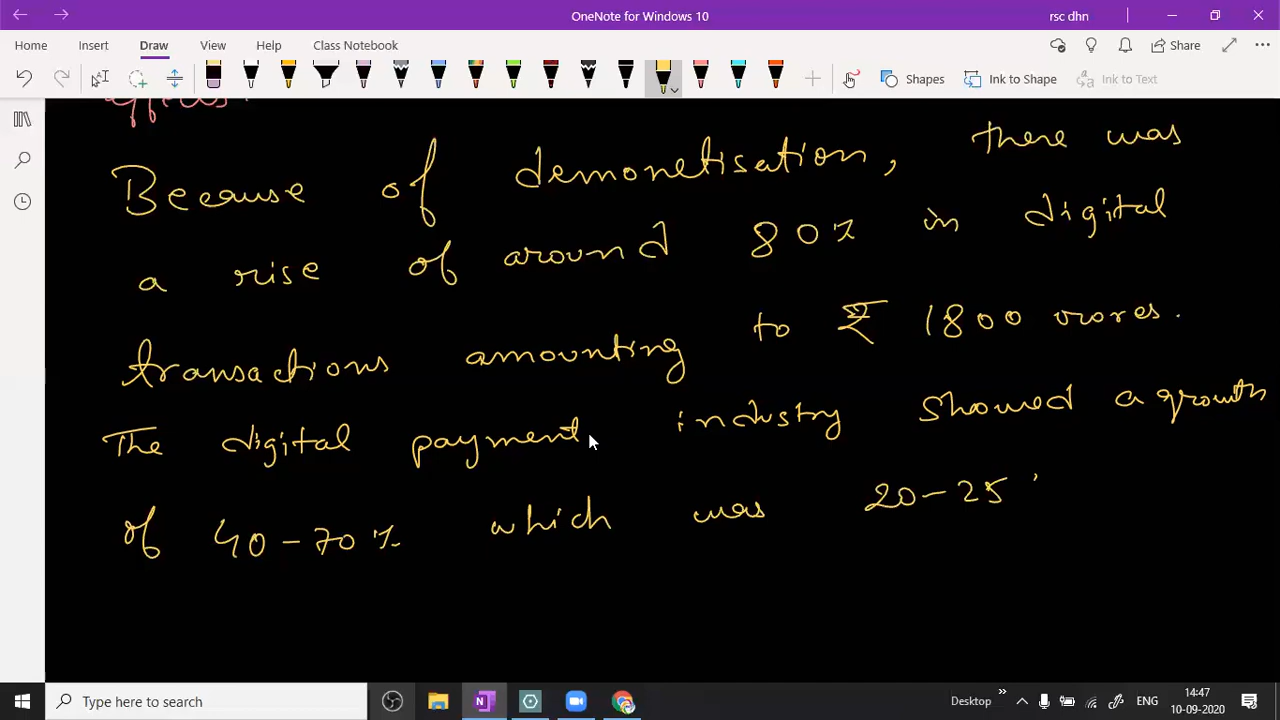 OneNote for Windows 10
rsc dhn
Home Insert Draw View Help Class Notebook
Share
Shapes Ink to Shape Ink to Text
Because of demonetisation, there was
a rise of around 80% in digital
transactions amounting to ₹ 1800 crores.
The digital payment industry showed a growth
of 40-70% which was 20-25
Type here to search
Desktop
ENG
14:47
10-09-2020